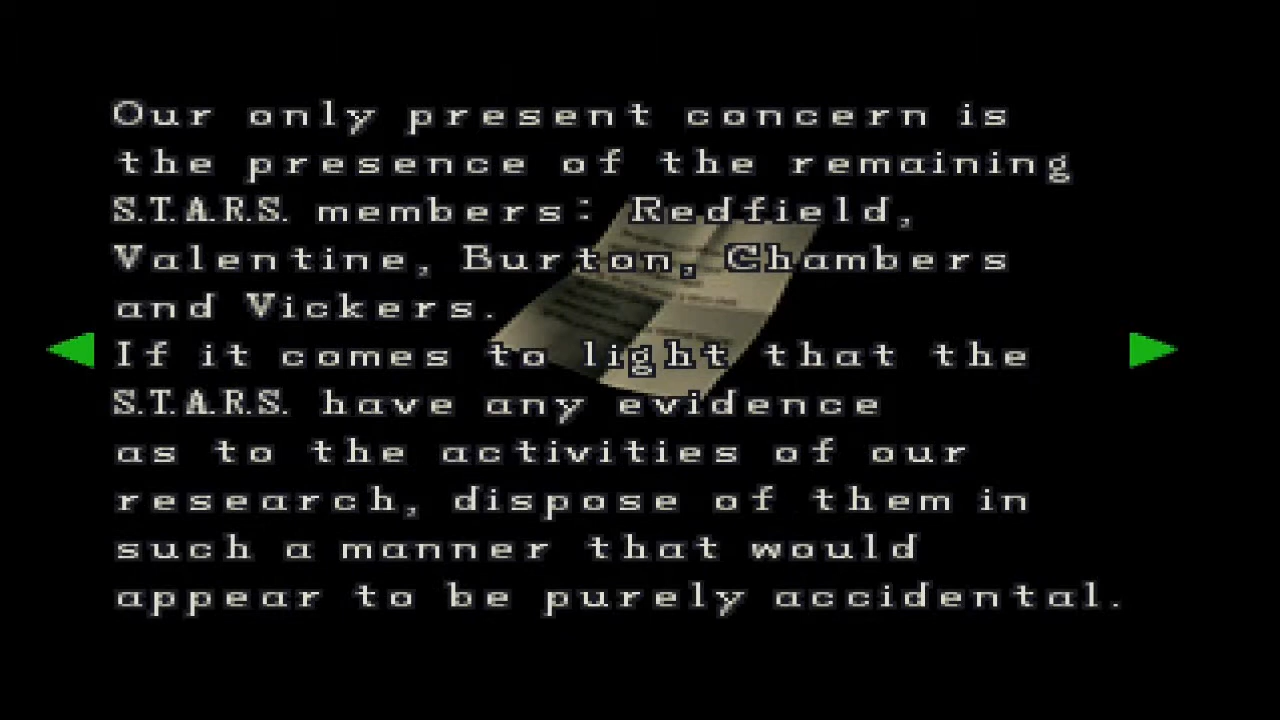 Our only present concern is
the presence of the remaining
S.T.A.R.S. members: Redfield,
Valentine, Burton, Chambers
and Vickers.
If it comes to light that the
S.T.A.R.S. have any evidence
as to the activities of our
research, dispose of them in
such a manner that would
appear to be purely accidental.